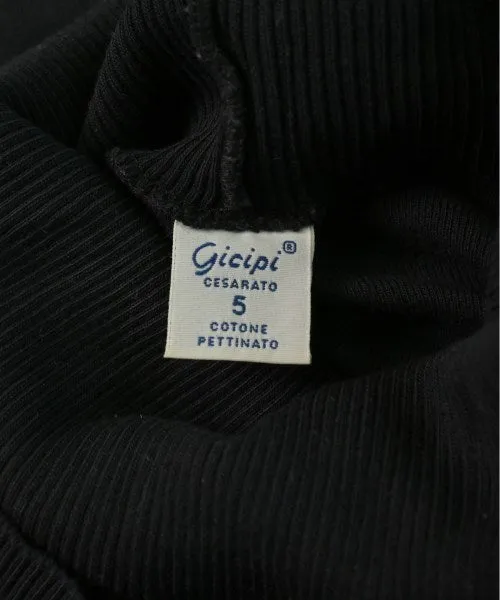 Gicipi®
CESARATO
5
COTONE
PETTINATO